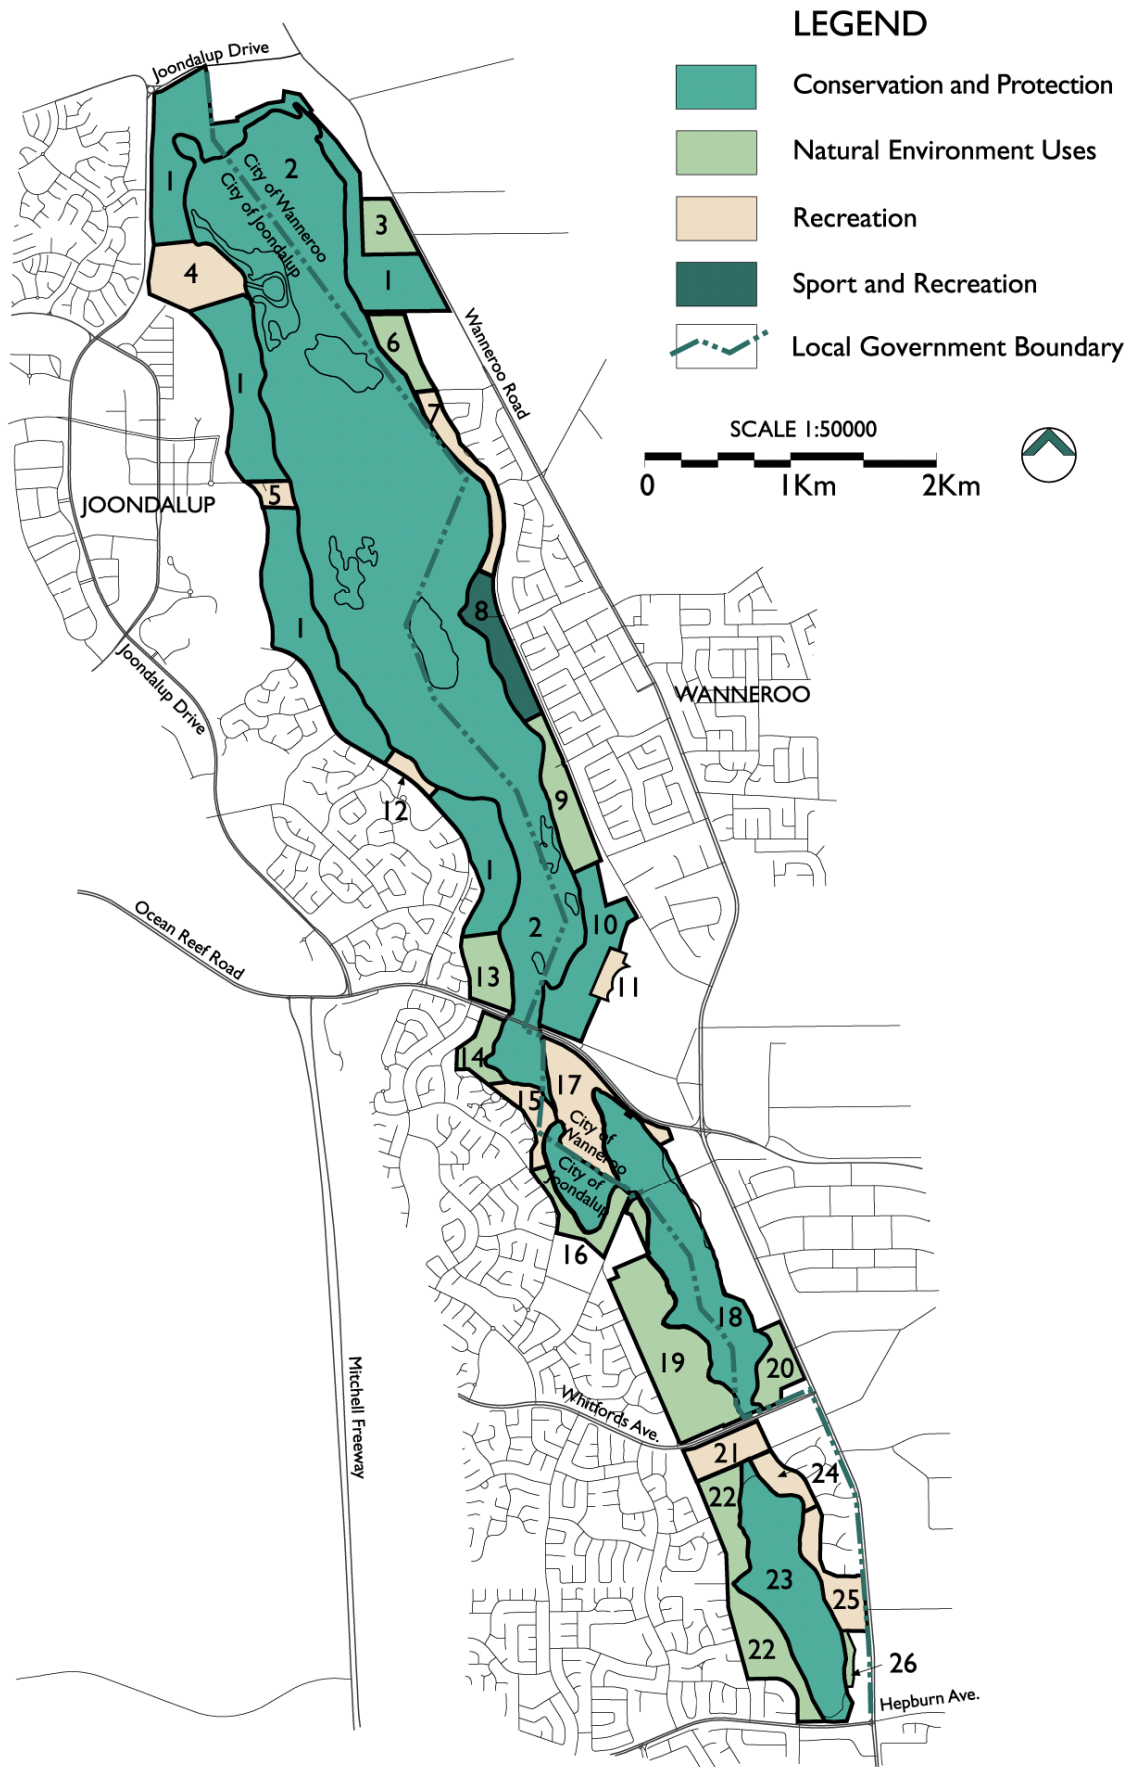 LEGEND
Conservation and Protection
Natural Environment Uses
Recreation
Sport and Recreation
Local Government Boundary
SCALE 1:50000
0 1Km 2Km
Joondalup Drive
1
2
City of Wanneroo
City of Joondalup
3
4
1
Wanneroo Road
6
1
7
5
JOONDALUP
8
1
Joondalup Drive
WANNEROO
9
12
1
Ocean Reef Road
2
10
13
11
14
15
17
City of
Wanneroo
City of
Joondalup
16
18
19
20
Mitchell Freeway
Whitfords Ave.
21
24
22
23
25
22
26
Hepburn Ave.